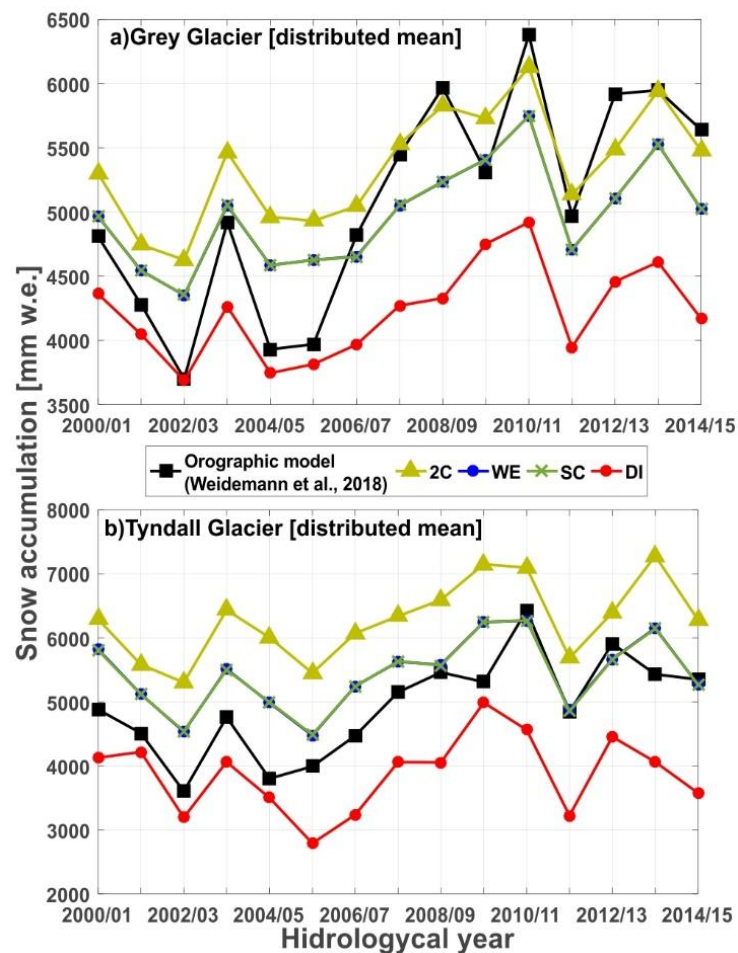 a)Grey Glacier [distributed mean]
6500
6000
5500
5000
4500
4000
3500
2000/01 2002/03 2004/05 2006/07 2008/09 2010/11 2012/13 2014/15
Orographic model
(Weidemann et al., 2018)
2C
WE
SC
DI
Snow accumulation [mm w.e.]
b)Tyndall Glacier [distributed mean]
8000
7000
6000
5000
4000
3000
2000
2000/01 2002/03 2004/05 2006/07 2008/09 2010/11 2012/13 2014/15
Hidrologycal year